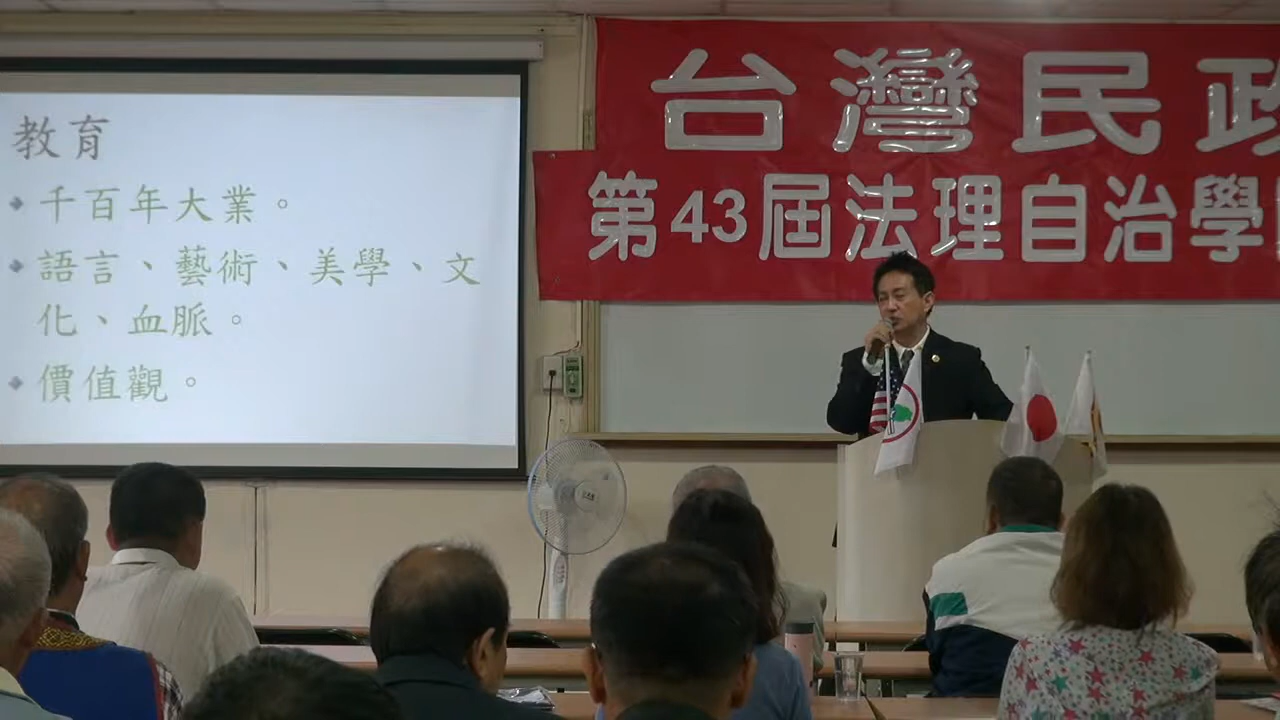 教育
千百年大業。
語言、藝術、美學、文
化、血脈。
價值觀。
台灣民政
第43屆法理自治學